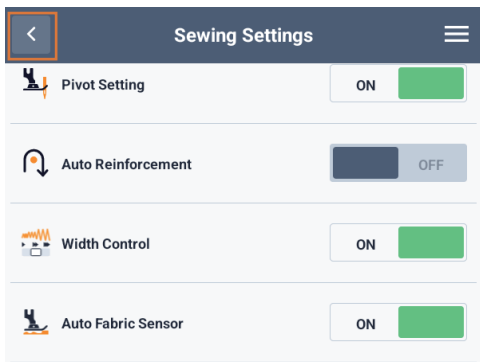 Sewing Settings
Pivot Setting ON
Auto Reinforcement OFF
Width Control ON
Auto Fabric Sensor ON